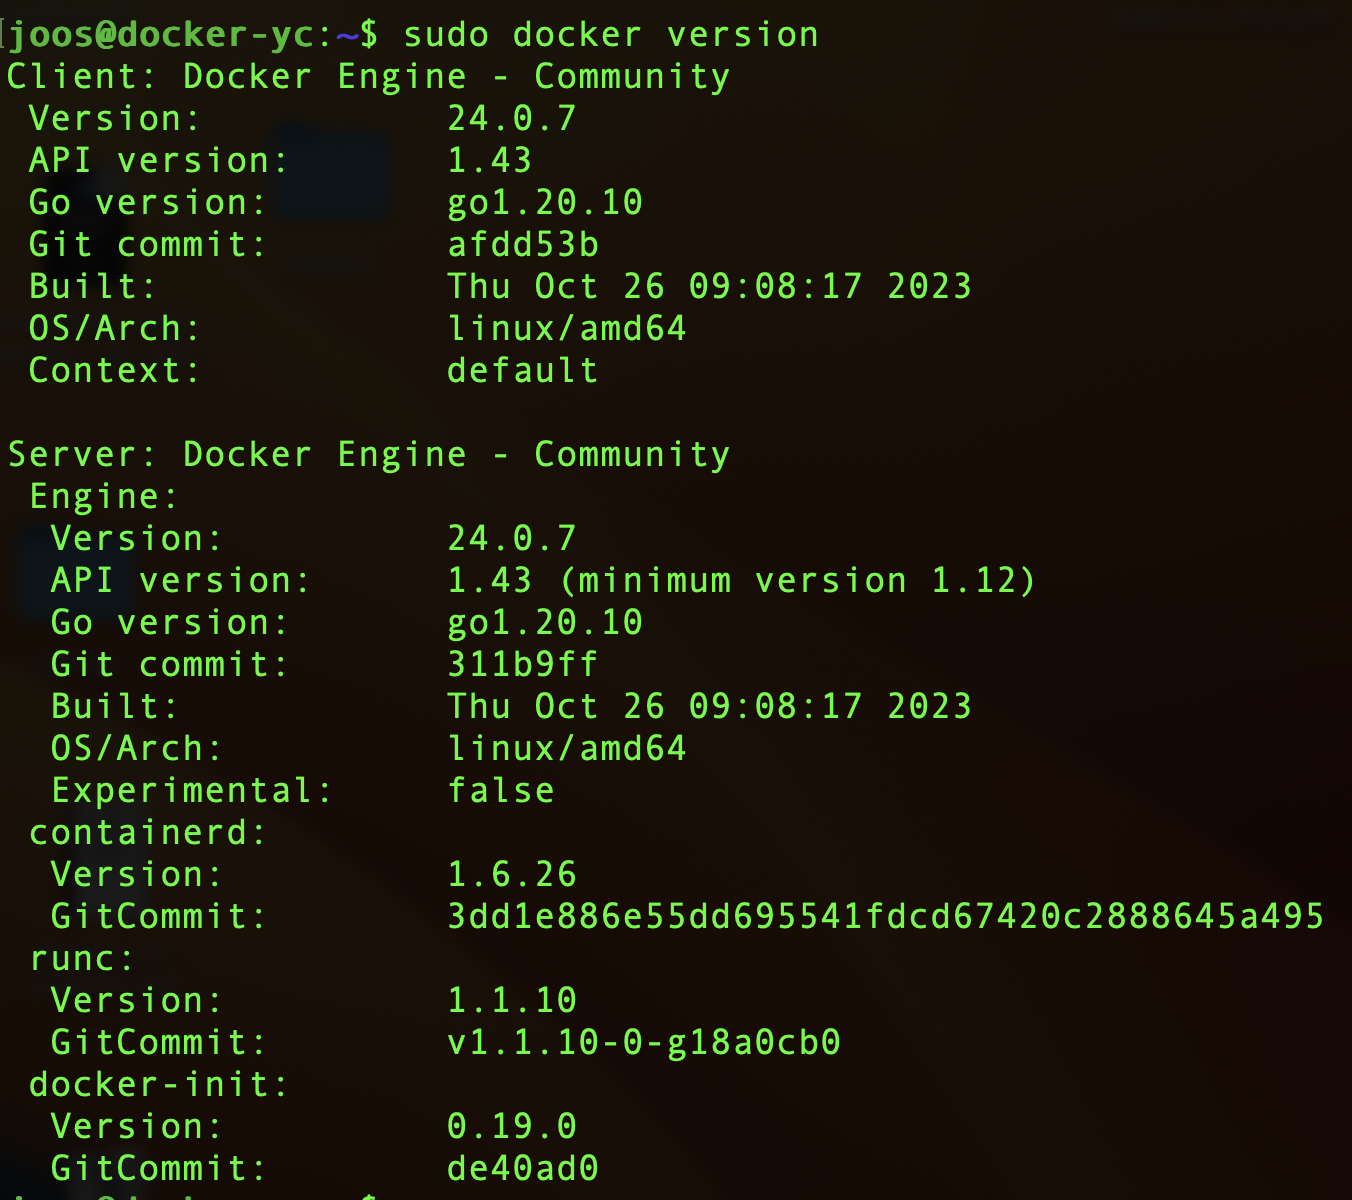 joos@docker-yc:~$ sudo docker version
Client: Docker Engine - Community
 Version:           24.0.7
 API version:       1.43
 Go version:        go1.20.10
 Git commit:        afdd53b
 Built:             Thu Oct 26 09:08:17 2023
 OS/Arch:           linux/amd64
 Context:           default

Server: Docker Engine - Community
 Engine:
  Version:          24.0.7
  API version:      1.43 (minimum version 1.12)
  Go version:       go1.20.10
  Git commit:       311b9ff
  Built:            Thu Oct 26 09:08:17 2023
  OS/Arch:          linux/amd64
  Experimental:     false
 containerd:
  Version:          1.6.26
  GitCommit:        3dd1e886e55dd695541fdcd67420c2888645a495
 runc:
  Version:          1.1.10
  GitCommit:        v1.1.10-0-g18a0cb0
 docker-init:
  Version:          0.19.0
  GitCommit:        de40ad0